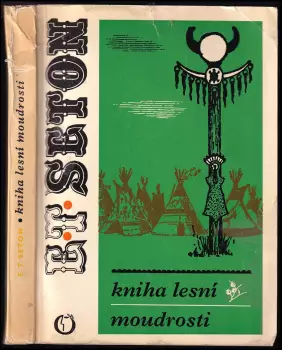 E. T. SETON • kniha lesní moudrosti
E.T. SETON
kniha lesní
moudrosti